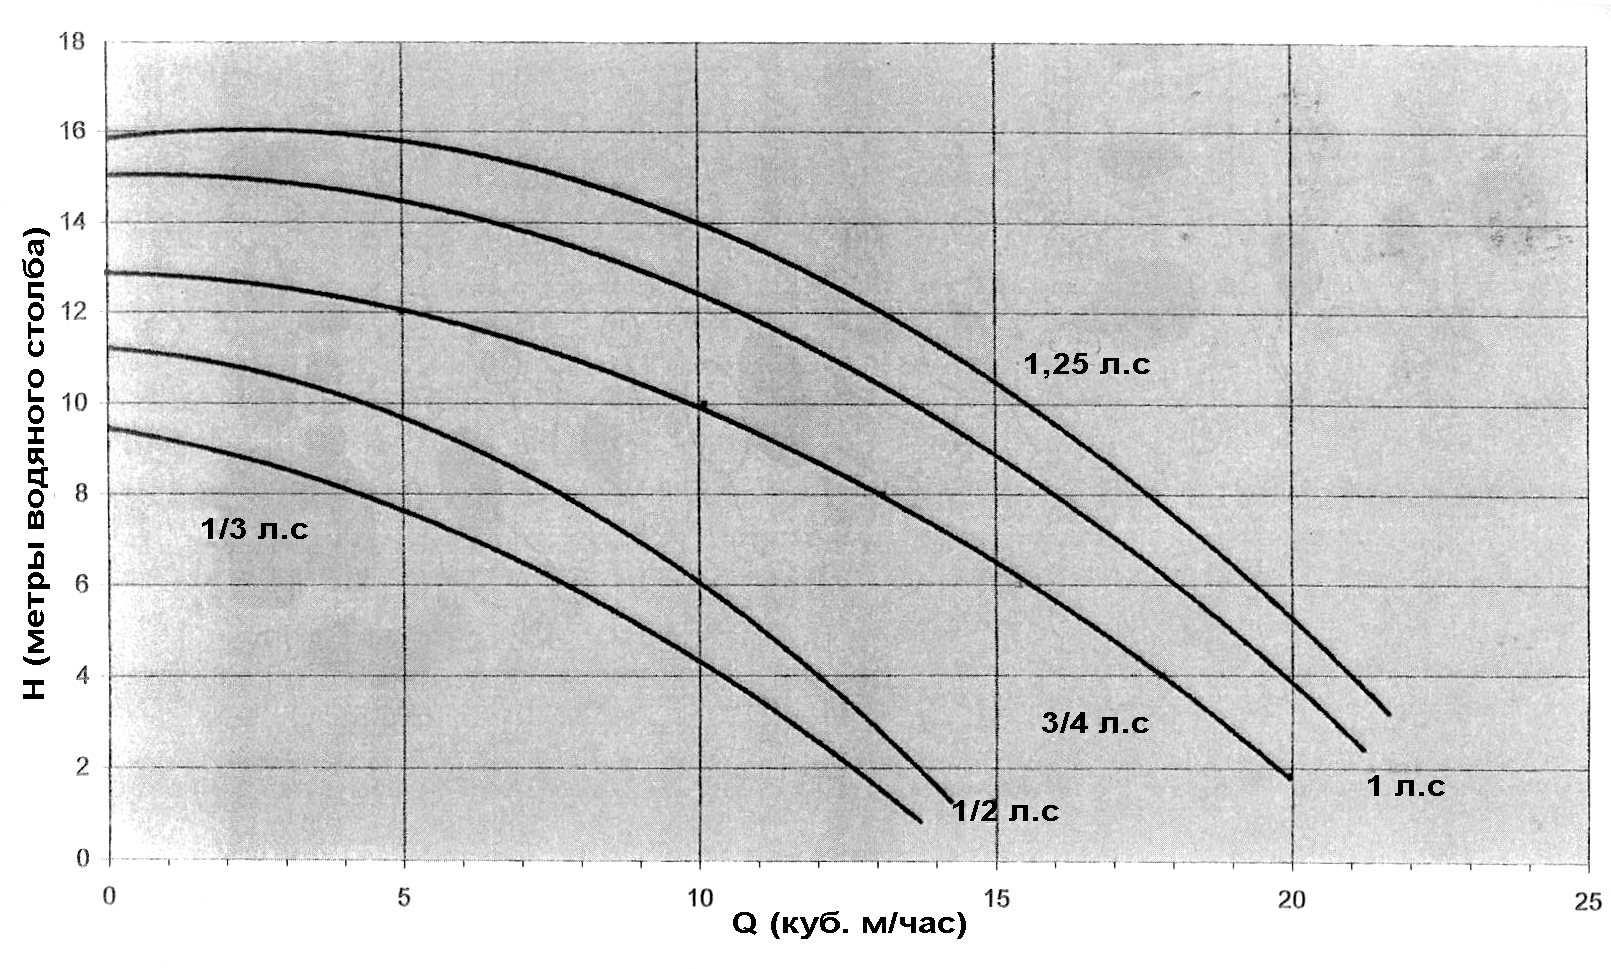 18
16
14
12
10
8
6
4
2
0
H (метры водяного столба)
1,25 л.с
1/3 л.с
3/4 л.с
1 л.с
1/2 л.с
0 5 10 15 20 25
Q (куб. м/час)